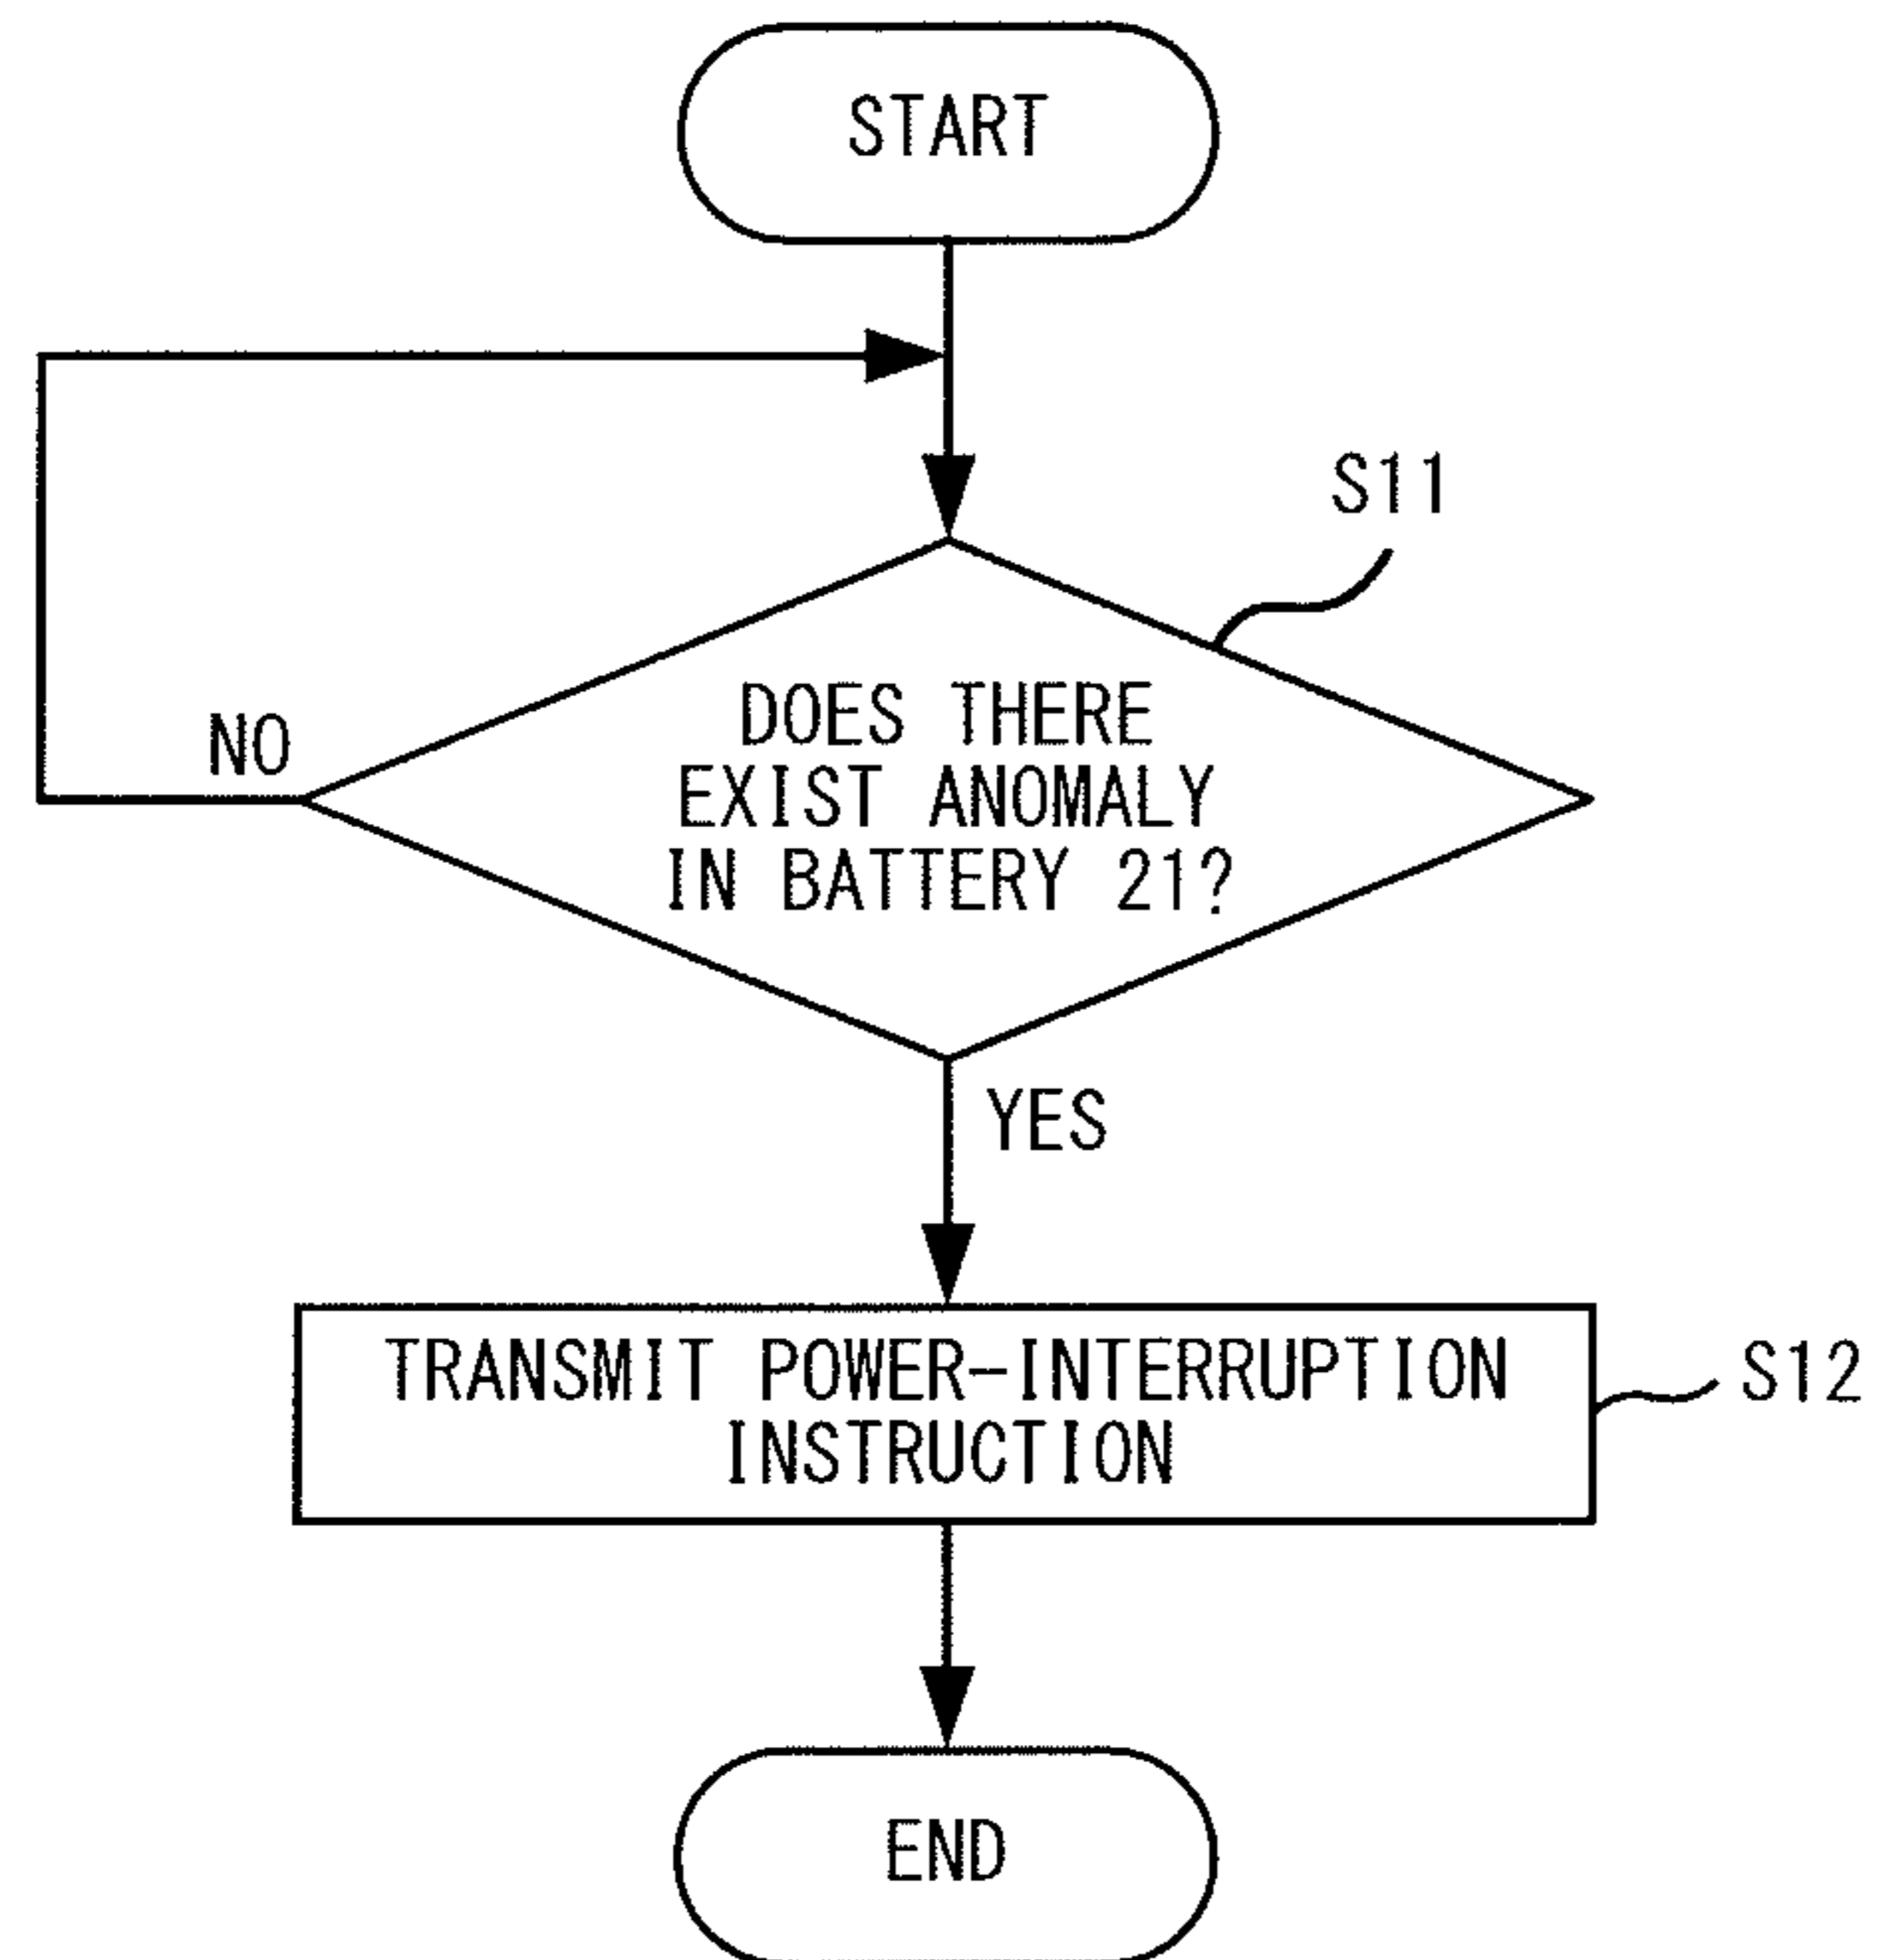 START
S11
DOES THERE
EXIST ANOMALY
IN BATTERY 21?
NO
YES
TRANSMIT POWER-INTERRUPTION
INSTRUCTION
S12
END